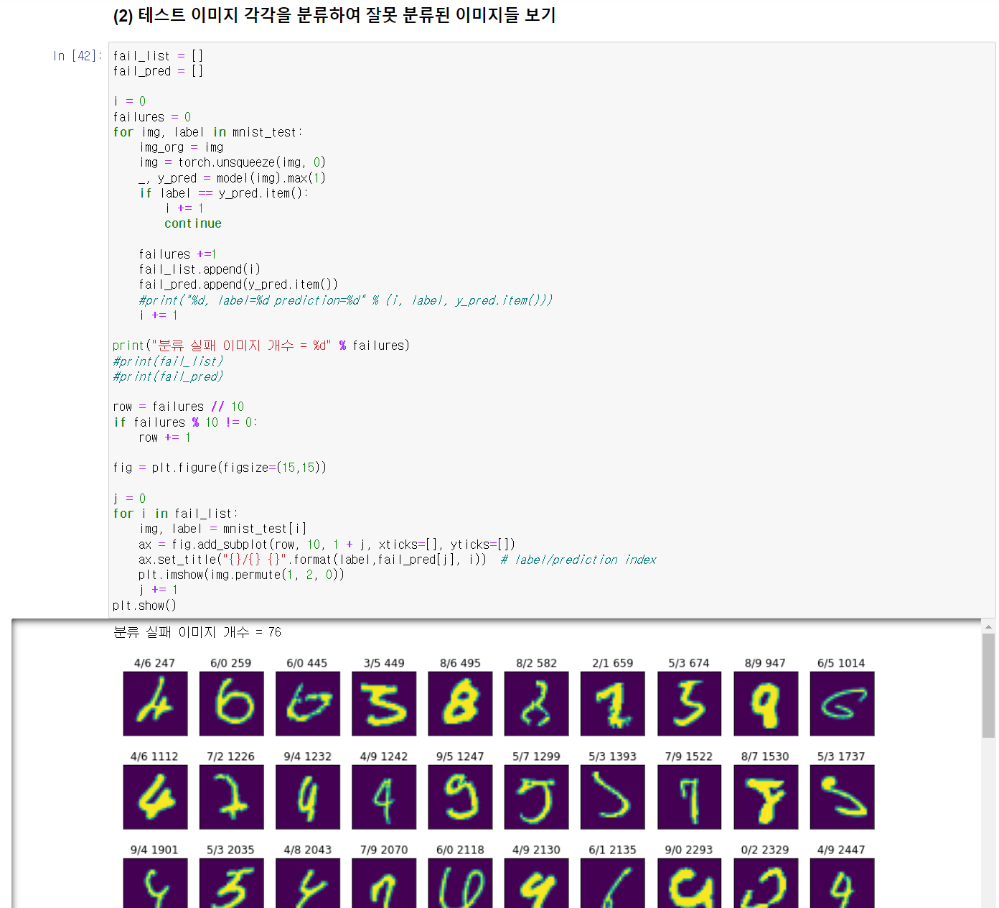 (2) 테스트 이미지 각각을 분류하여 잘못 분류된 이미지들 보기
In [42]:
fail_list = []
fail_pred = []
i = 0
failures = 0
for img, label in mnist_test:
    img_org = img
    img = torch.unsqueeze(img, 0)
    _, y_pred = model(img).max(1)
    if label == y_pred.item():
        i += 1
        continue
    failures +=1
    fail_list.append(i)
    fail_pred.append(y_pred.item())
    #print("%d, label=%d prediction=%d" % (i, label, y_pred.item()))
    i += 1
print("분류 실패 이미지 개수 = %d" % failures)
#print(fail_list)
#print(fail_pred)
row = failures // 10
if failures % 10 != 0:
    row += 1
fig = plt.figure(figsize=(15,15))
j = 0
for i in fail_list:
    img, label = mnist_test[i]
    ax = fig.add_subplot(row, 10, 1 + j, xticks=[], yticks=[])
    ax.set_title("{}/{} {}".format(label,fail_pred[j], i))  # label/prediction index
    plt.imshow(img.permute(1, 2, 0))
    j += 1
plt.show()
분류 실패 이미지 개수 = 76
4/6 247 6/0 259 6/0 445 3/5 449 8/6 495 8/2 582 2/1 659 5/3 674 8/9 947 6/5 1014
4/6 1112 7/2 1226 9/4 1232 4/9 1242 9/5 1247 5/7 1299 5/3 1393 7/9 1522 8/7 1530 5/3 1737
9/4 1901 5/3 2035 4/8 2043 7/9 2070 6/0 2118 4/9 2130 6/1 2135 9/0 2293 0/2 2329 4/9 2447